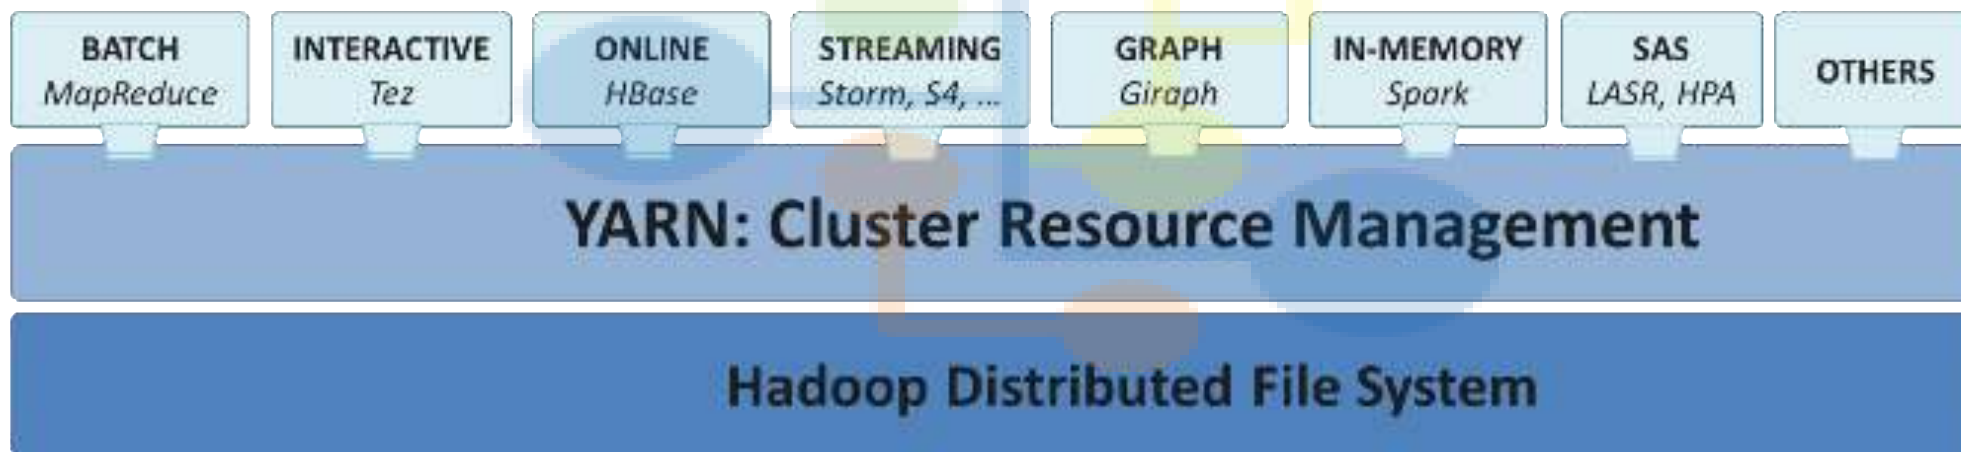 BATCH
MapReduce
INTERACTIVE
Tez
ONLINE
HBase
STREAMING
Storm, S4, ...
GRAPH
Giraph
IN-MEMORY
Spark
SAS
LASR, HPA
OTHERS
YARN: Cluster Resource Management
Hadoop Distributed File System